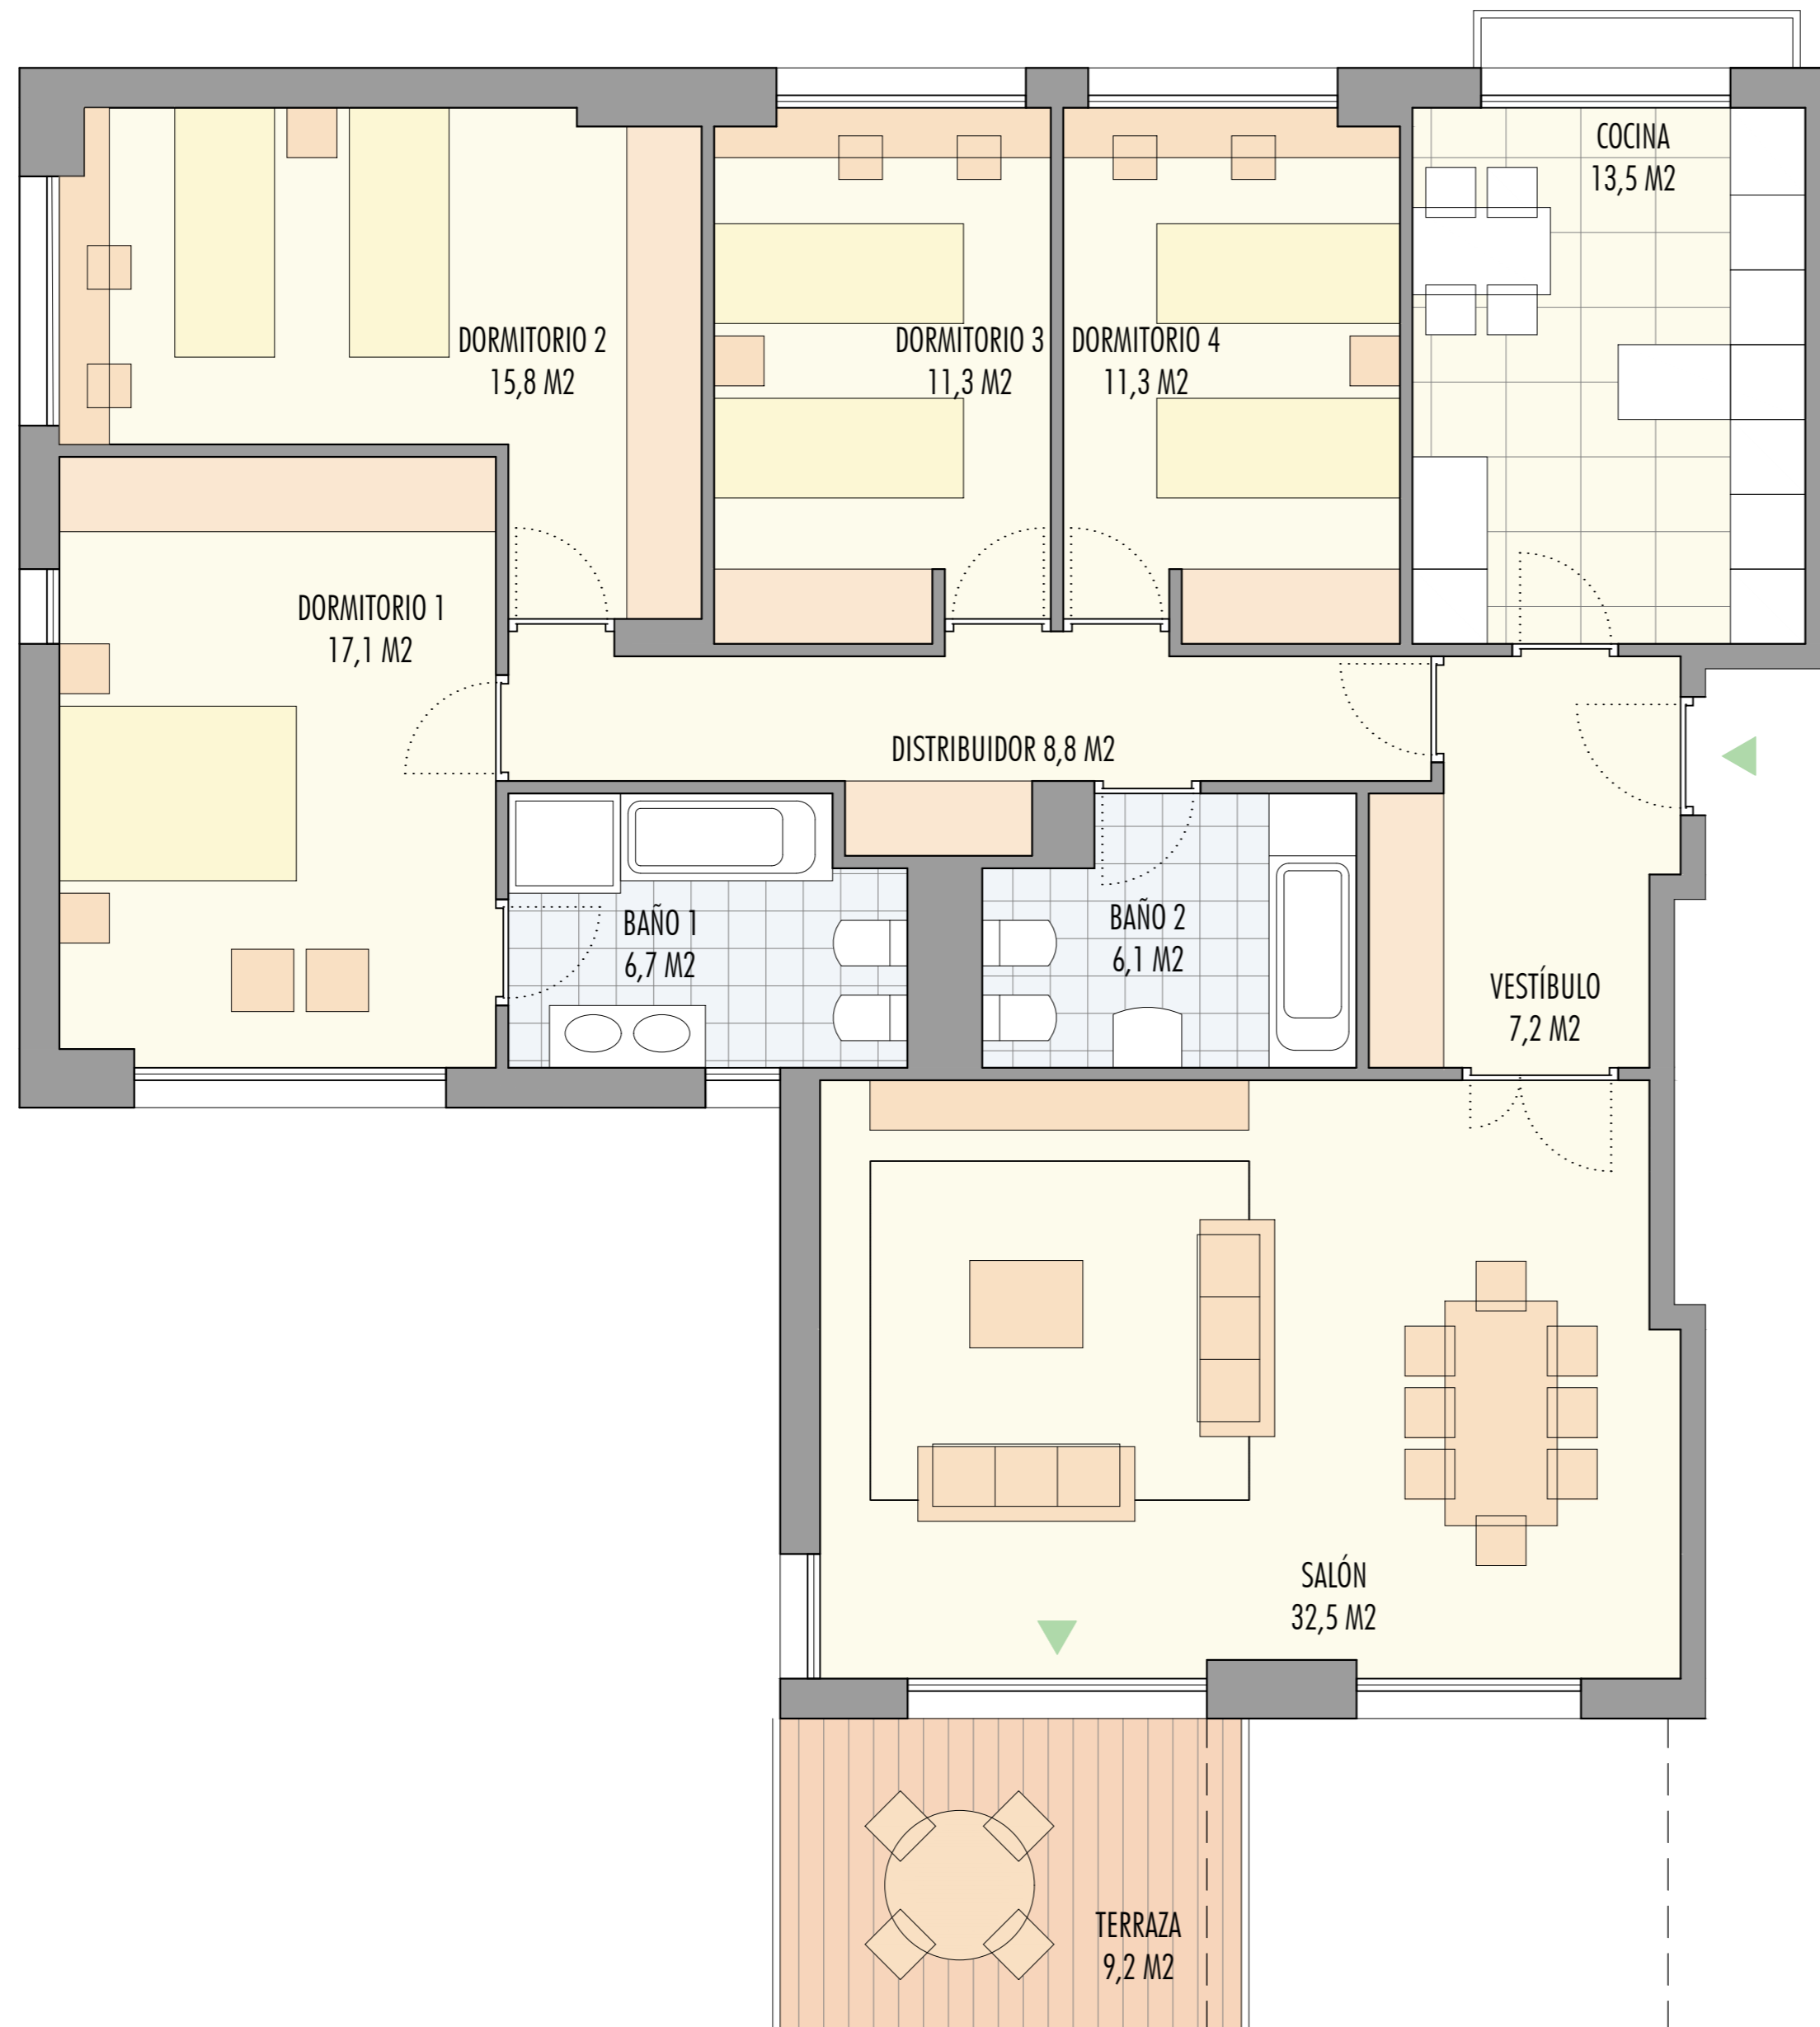 COCINA
13,5 M2
DORMITORIO 2
15,8 M2
DORMITORIO 3
11,3 M2
DORMITORIO 4
11,3 M2
DORMITORIO 1
17,1 M2
DISTRIBUIDOR 8,8 M2
BAÑO 1
6,7 M2
BAÑO 2
6,1 M2
VESTÍBULO
7,2 M2
SALÓN
32,5 M2
TERRAZA
9,2 M2